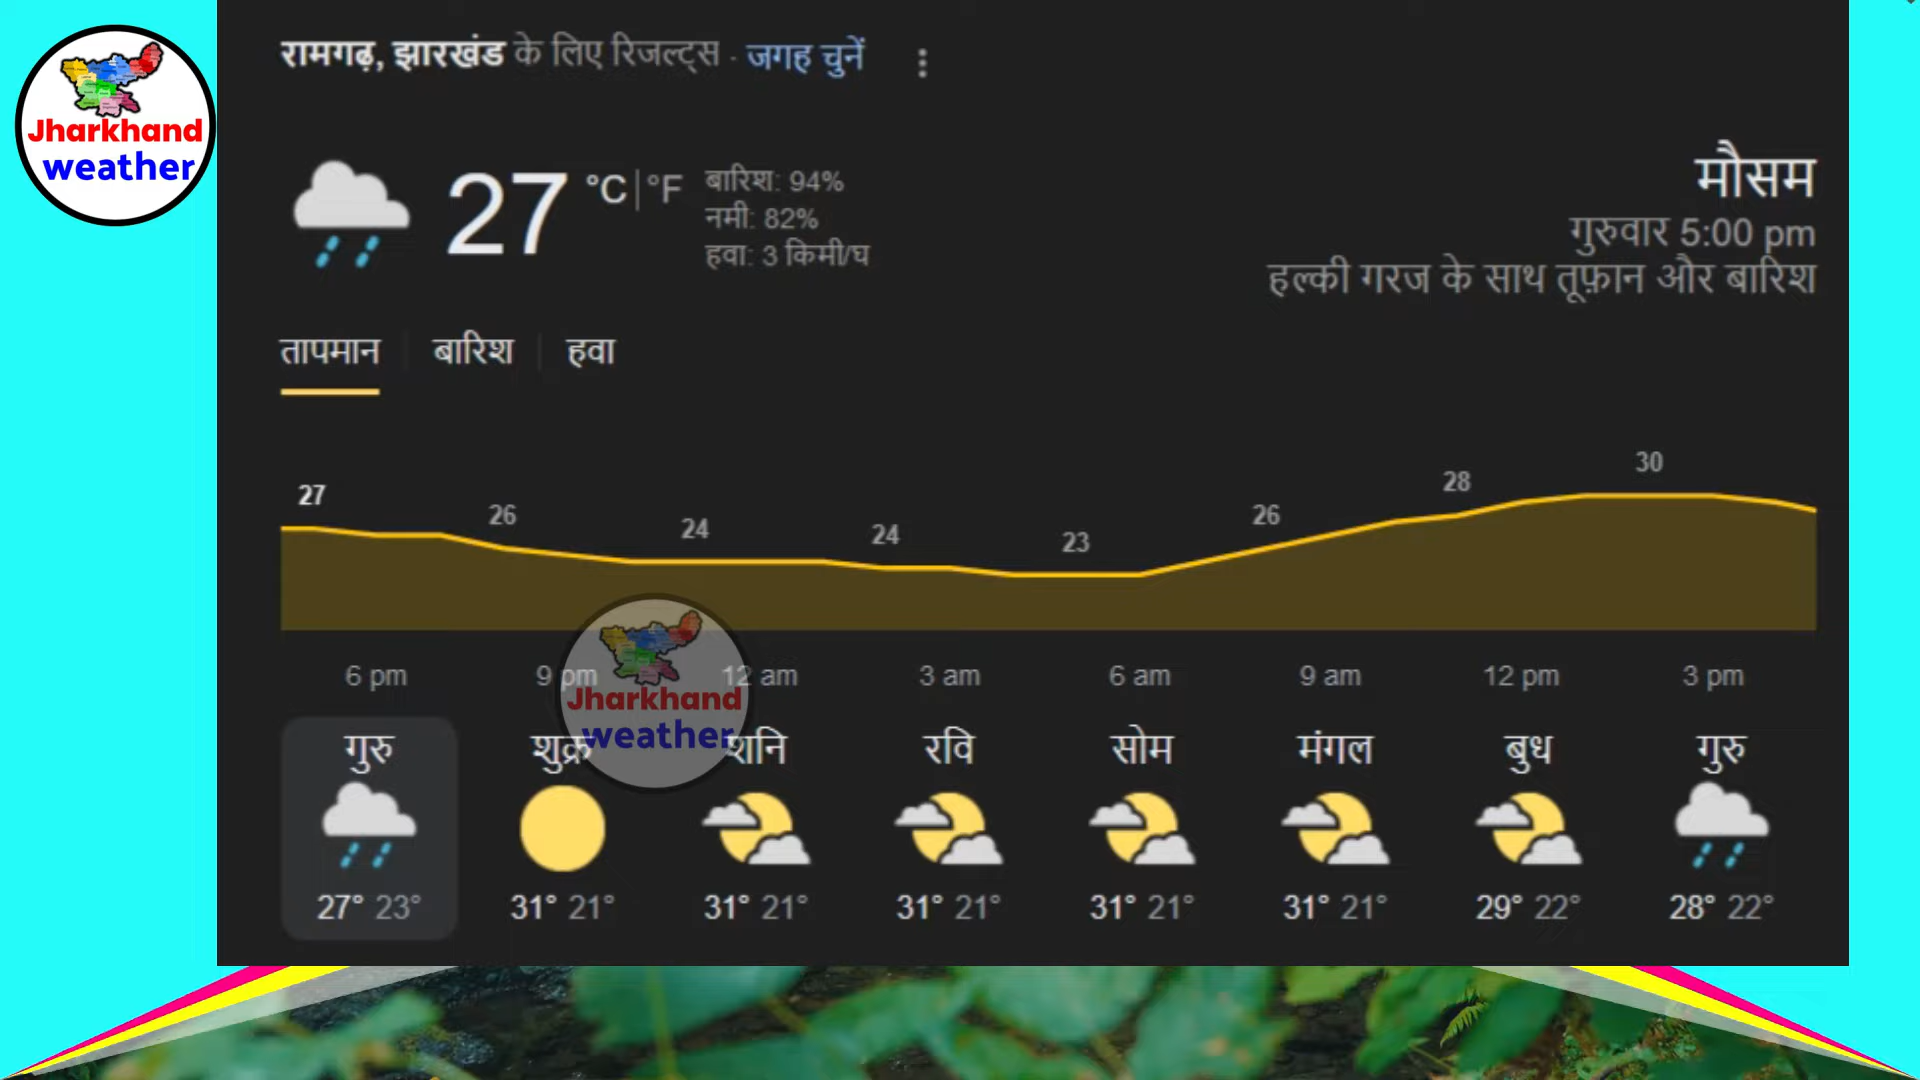 Jharkhand
weather
रामगढ़, झारखंड के लिए रिजल्ट्स · जगह चुनें
27 °C | °F
बारिश: 94%
नमी: 82%
हवा: 3 किमी/घ
मौसम
गुरुवार 5:00 pm
हल्की गरज के साथ तूफ़ान और बारिश
तापमान बारिश हवा
27 26 24 24 23 26 28 30
6 pm 9 pm 12 am 3 am 6 am 9 am 12 pm 3 pm
Jharkhand
weather
गुरु शुक्र शनि रवि सोम मंगल बुध गुरु
27° 23° 31° 21° 31° 21° 31° 21° 31° 21° 31° 21° 29° 22° 28° 22°